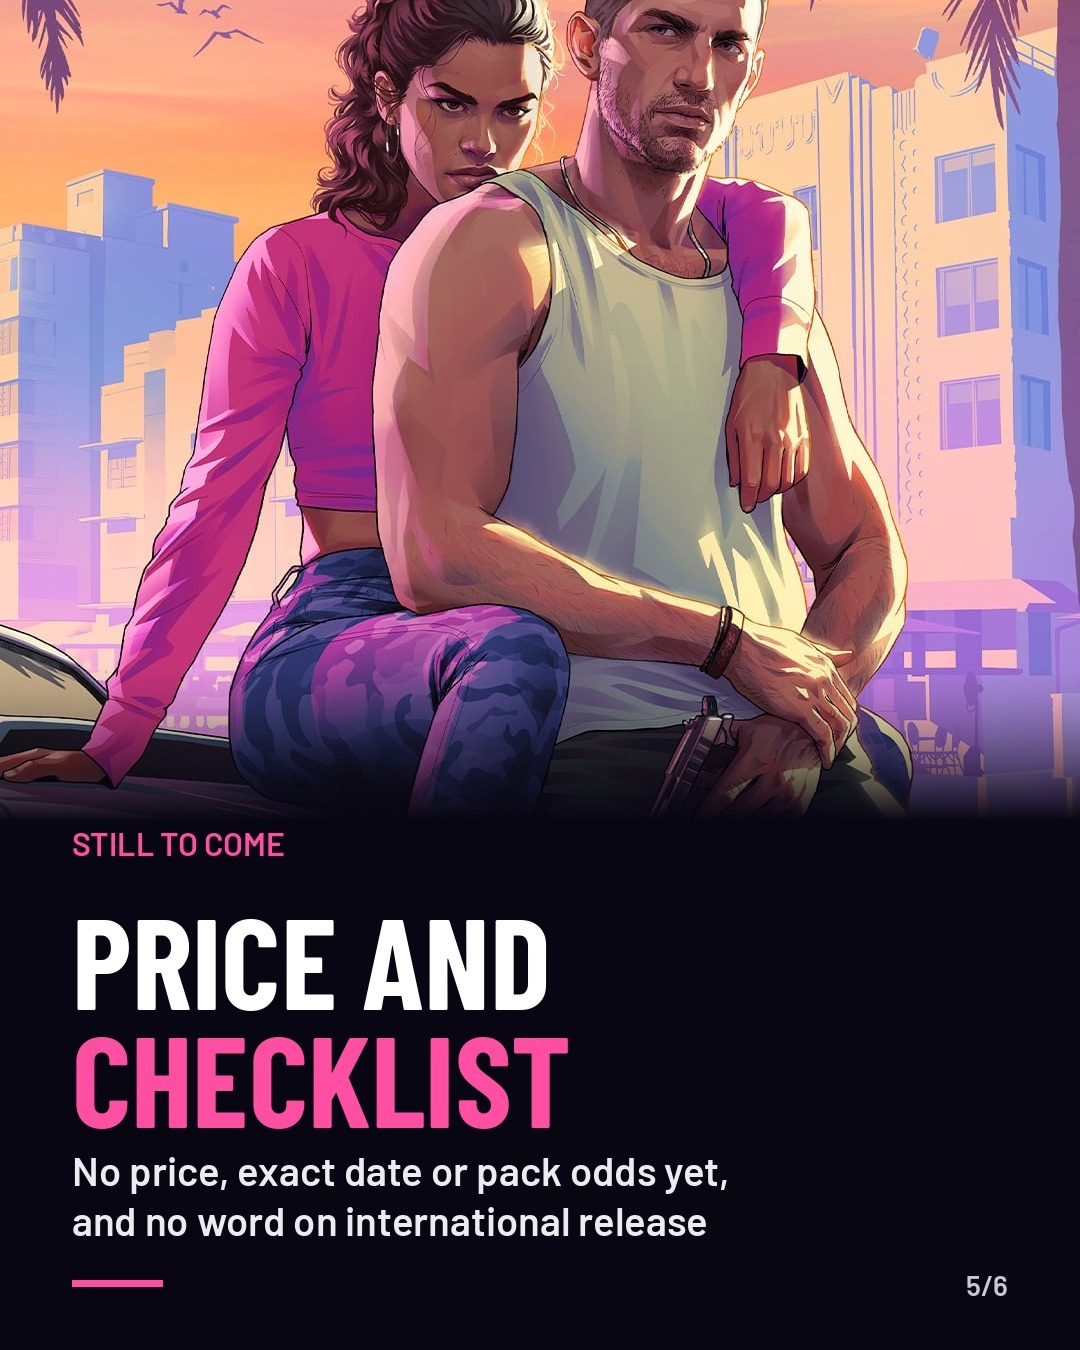 STILL TO COME
PRICE AND
CHECKLIST
No price, exact date or pack odds yet,
and no word on international release
5/6